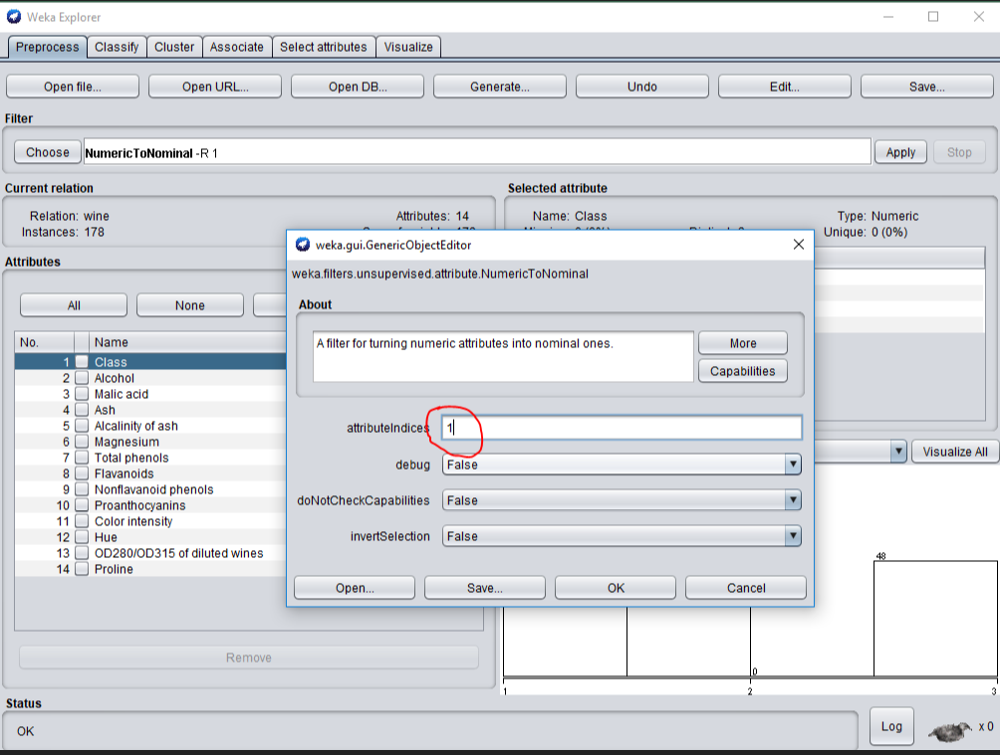 Weka Explorer
Preprocess Classify Cluster Associate Select attributes Visualize
Open file... Open URL... Open DB... Generate... Undo Edit... Save...
Filter
Choose NumericToNominal -R 1 Apply Stop
Current relation
Relation: wine Attributes: 14
Instances: 178
Selected attribute
Name: Class Type: Numeric
Unique: 0 (0%)
Attributes
All None
No. Name
1 Class
2 Alcohol
3 Malic acid
4 Ash
5 Alcalinity of ash
6 Magnesium
7 Total phenols
8 Flavanoids
9 Nonflavanoid phenols
10 Proanthocyanins
11 Color intensity
12 Hue
13 OD280/OD315 of diluted wines
14 Proline
Remove
weka.gui.GenericObjectEditor
weka.filters.unsupervised.attribute.NumericToNominal
About
A filter for turning numeric attributes into nominal ones.
More
Capabilities
attributeIndices 1
debug False
doNotCheckCapabilities False
invertSelection False
Open... Save... OK Cancel
Visualize All
48
0
1 2 3
Status
OK
Log x 0